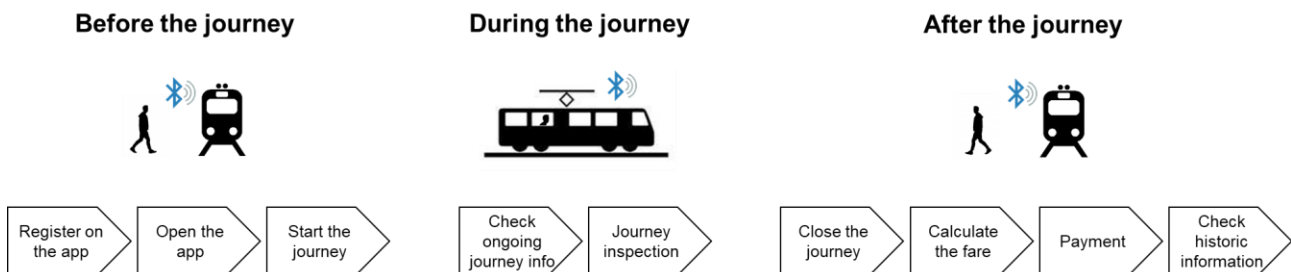 Before the journey
During the journey
After the journey
Register on
the app
Open the
app
Start the
journey
Check
ongoing
journey info
Journey
inspection
Close the
journey
Calculate
the fare
Payment
Check
historic
information